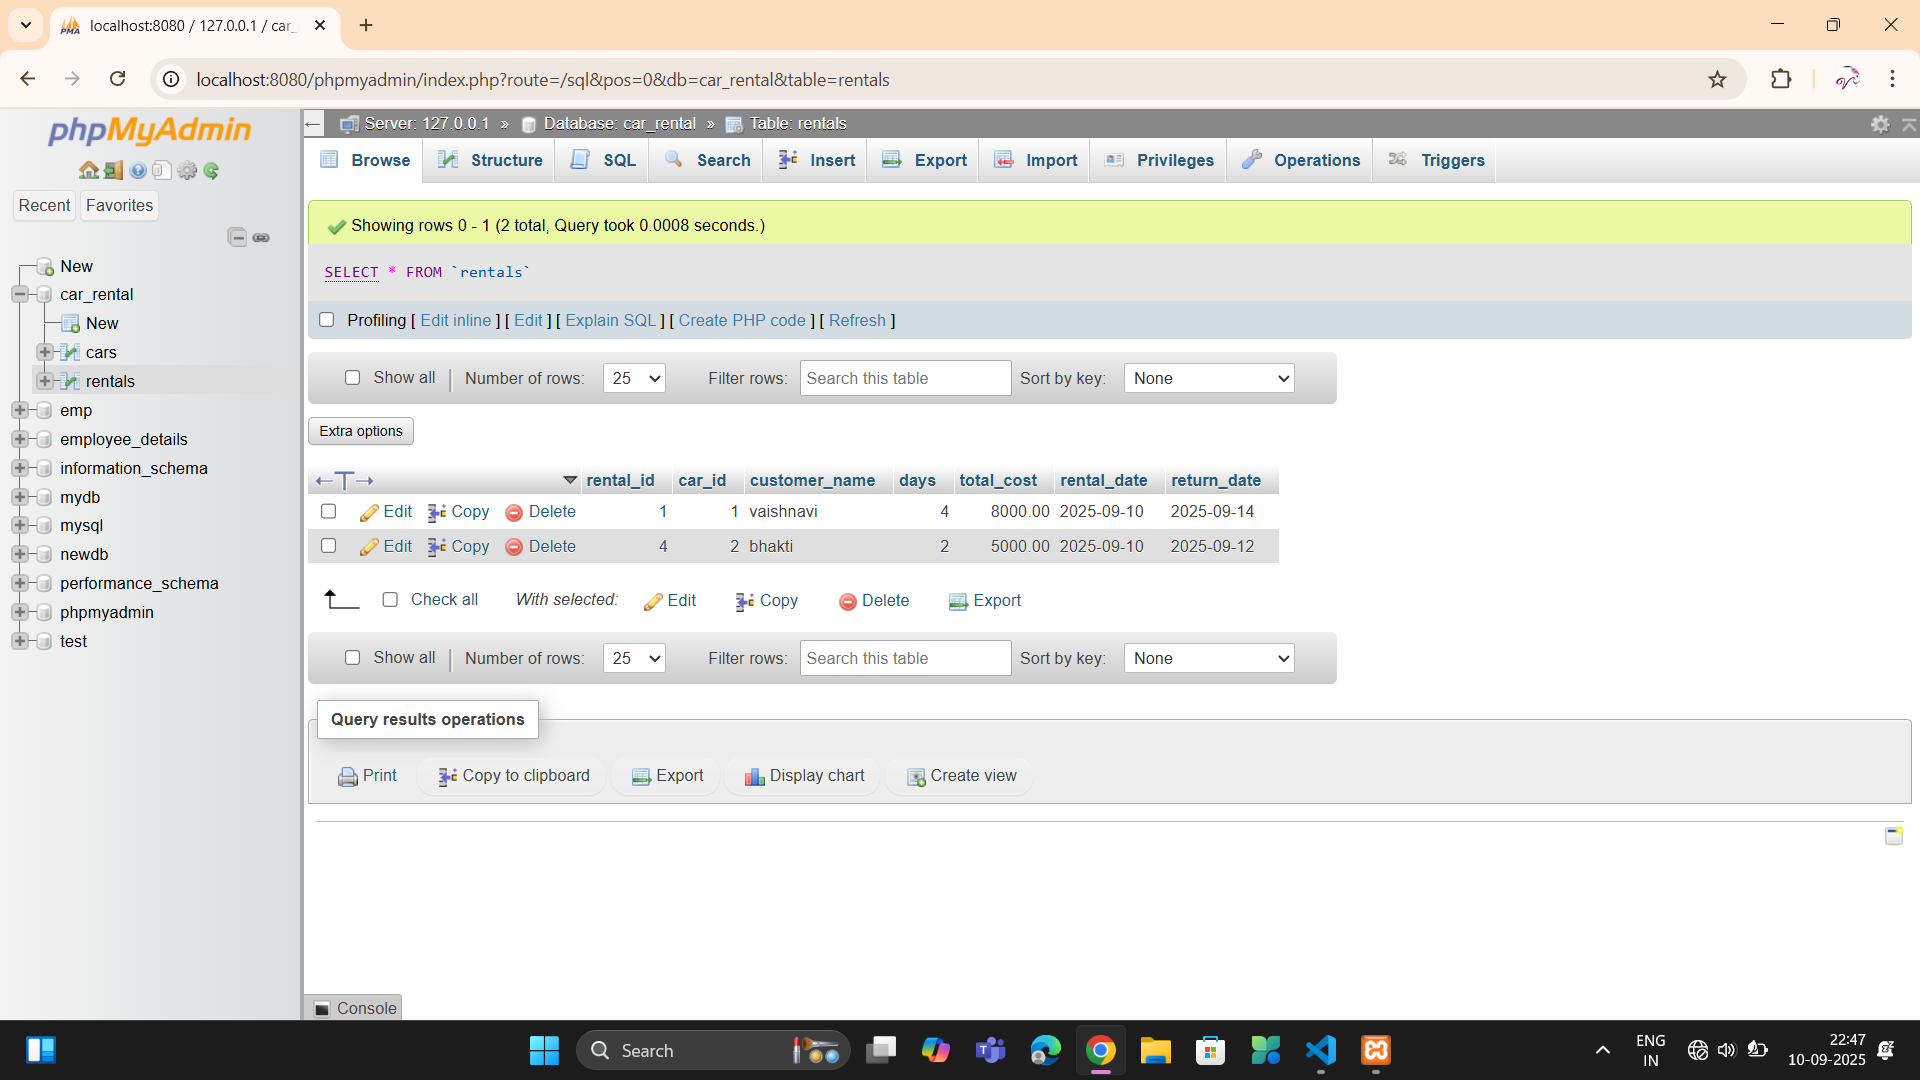 localhost:8080 / 127.0.0.1 / car_
localhost:8080/phpmyadmin/index.php?route=/sql&pos=0&db=car_rental&table=rentals
phpMyAdmin
Recent Favorites
New
car_rental
New
cars
rentals
emp
employee_details
information_schema
mydb
mysql
newdb
performance_schema
phpmyadmin
test
Server: 127.0.0.1 » Database: car_rental » Table: rentals
Browse Structure SQL Search Insert Export Import Privileges Operations Triggers
Showing rows 0 - 1 (2 total, Query took 0.0008 seconds.)
SELECT * FROM `rentals`
Profiling [ Edit inline ] [ Edit ] [ Explain SQL ] [ Create PHP code ] [ Refresh ]
Show all Number of rows: 25 Filter rows: Search this table Sort by key: None
Extra options
←T→ rental_id car_id customer_name days total_cost rental_date return_date
Edit Copy Delete 1 1 vaishnavi 4 8000.00 2025-09-10 2025-09-14
Edit Copy Delete 4 2 bhakti 2 5000.00 2025-09-10 2025-09-12
Check all With selected: Edit Copy Delete Export
Show all Number of rows: 25 Filter rows: Search this table Sort by key: None
Query results operations
Print Copy to clipboard Export Display chart Create view
Console
Search
ENG
IN
22:47
10-09-2025